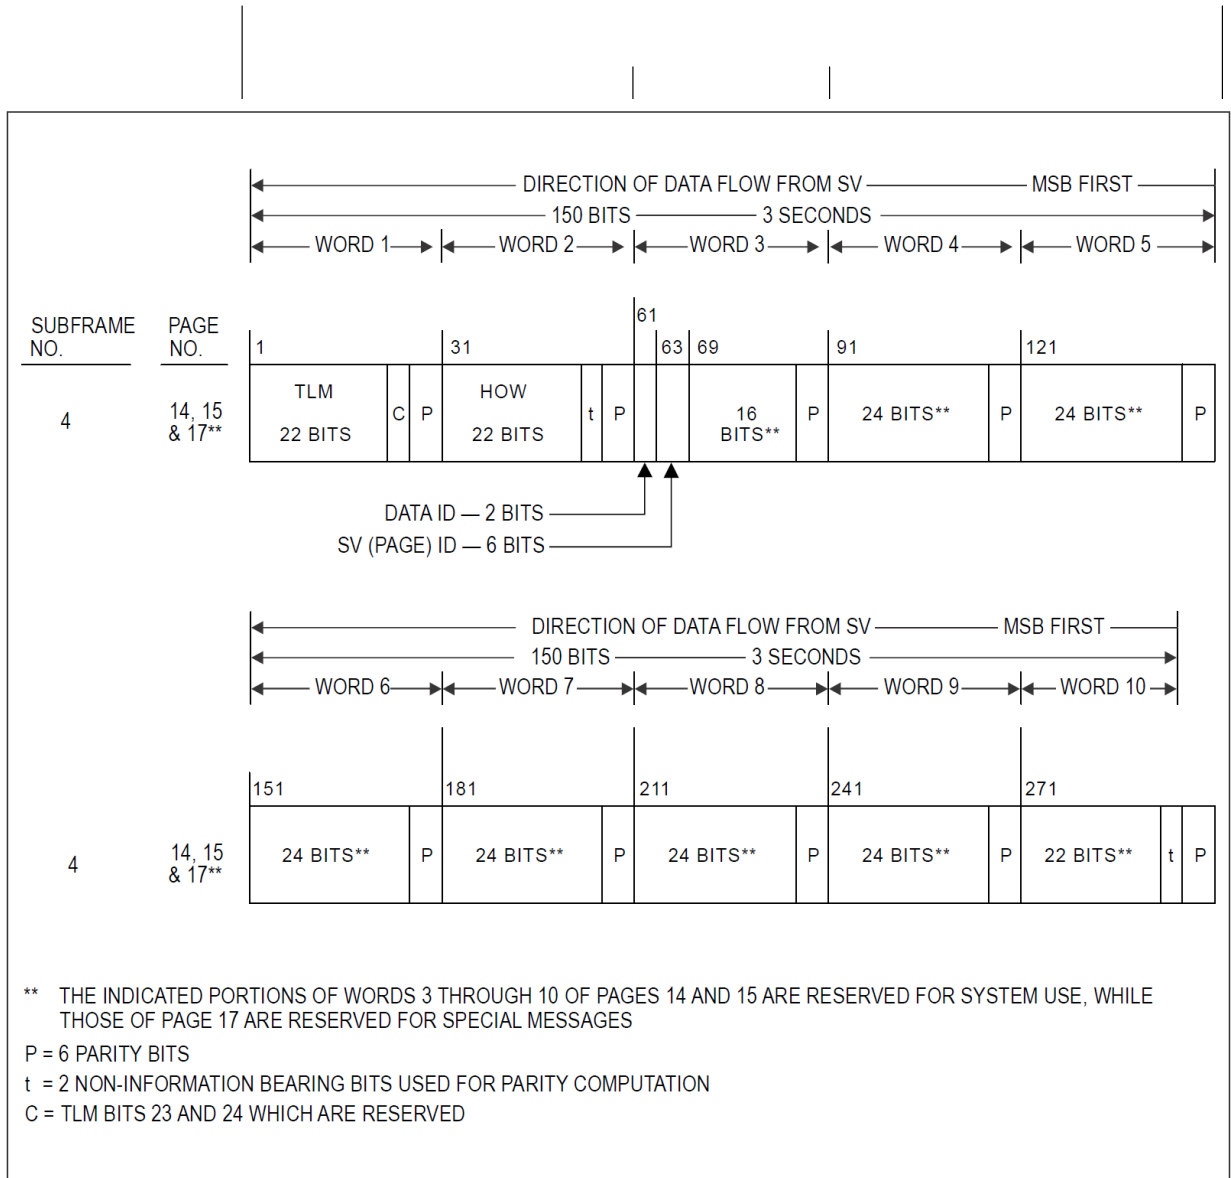 DIRECTION OF DATA FLOW FROM SV MSB FIRST
150 BITS 3 SECONDS
WORD 1 WORD 2 WORD 3 WORD 4 WORD 5
SUBFRAME NO. PAGE NO.
1 31 61 63 69 91 121
4 14, 15 & 17**
TLM 22 BITS C P HOW 22 BITS t P 16 BITS** P 24 BITS** P 24 BITS** P
DATA ID — 2 BITS
SV (PAGE) ID — 6 BITS
DIRECTION OF DATA FLOW FROM SV MSB FIRST
150 BITS 3 SECONDS
WORD 6 WORD 7 WORD 8 WORD 9 WORD 10
151 181 211 241 271
4 14, 15 & 17**
24 BITS** P 24 BITS** P 24 BITS** P 24 BITS** P 22 BITS** t P
** THE INDICATED PORTIONS OF WORDS 3 THROUGH 10 OF PAGES 14 AND 15 ARE RESERVED FOR SYSTEM USE, WHILE
THOSE OF PAGE 17 ARE RESERVED FOR SPECIAL MESSAGES
P = 6 PARITY BITS
t = 2 NON-INFORMATION BEARING BITS USED FOR PARITY COMPUTATION
C = TLM BITS 23 AND 24 WHICH ARE RESERVED